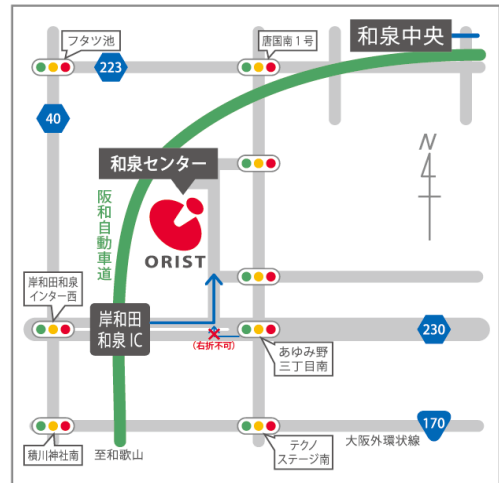 フタツ池
唐国南1号
和泉中央
223
40
和泉センター
N
阪和自動車道
ORIST
岸和田和泉
インター西
岸和田
和泉IC
(右折不可)
あゆみ野
三丁目南
230
170
積川神社南
至和歌山
テクノ
ステージ南
大阪外環状線